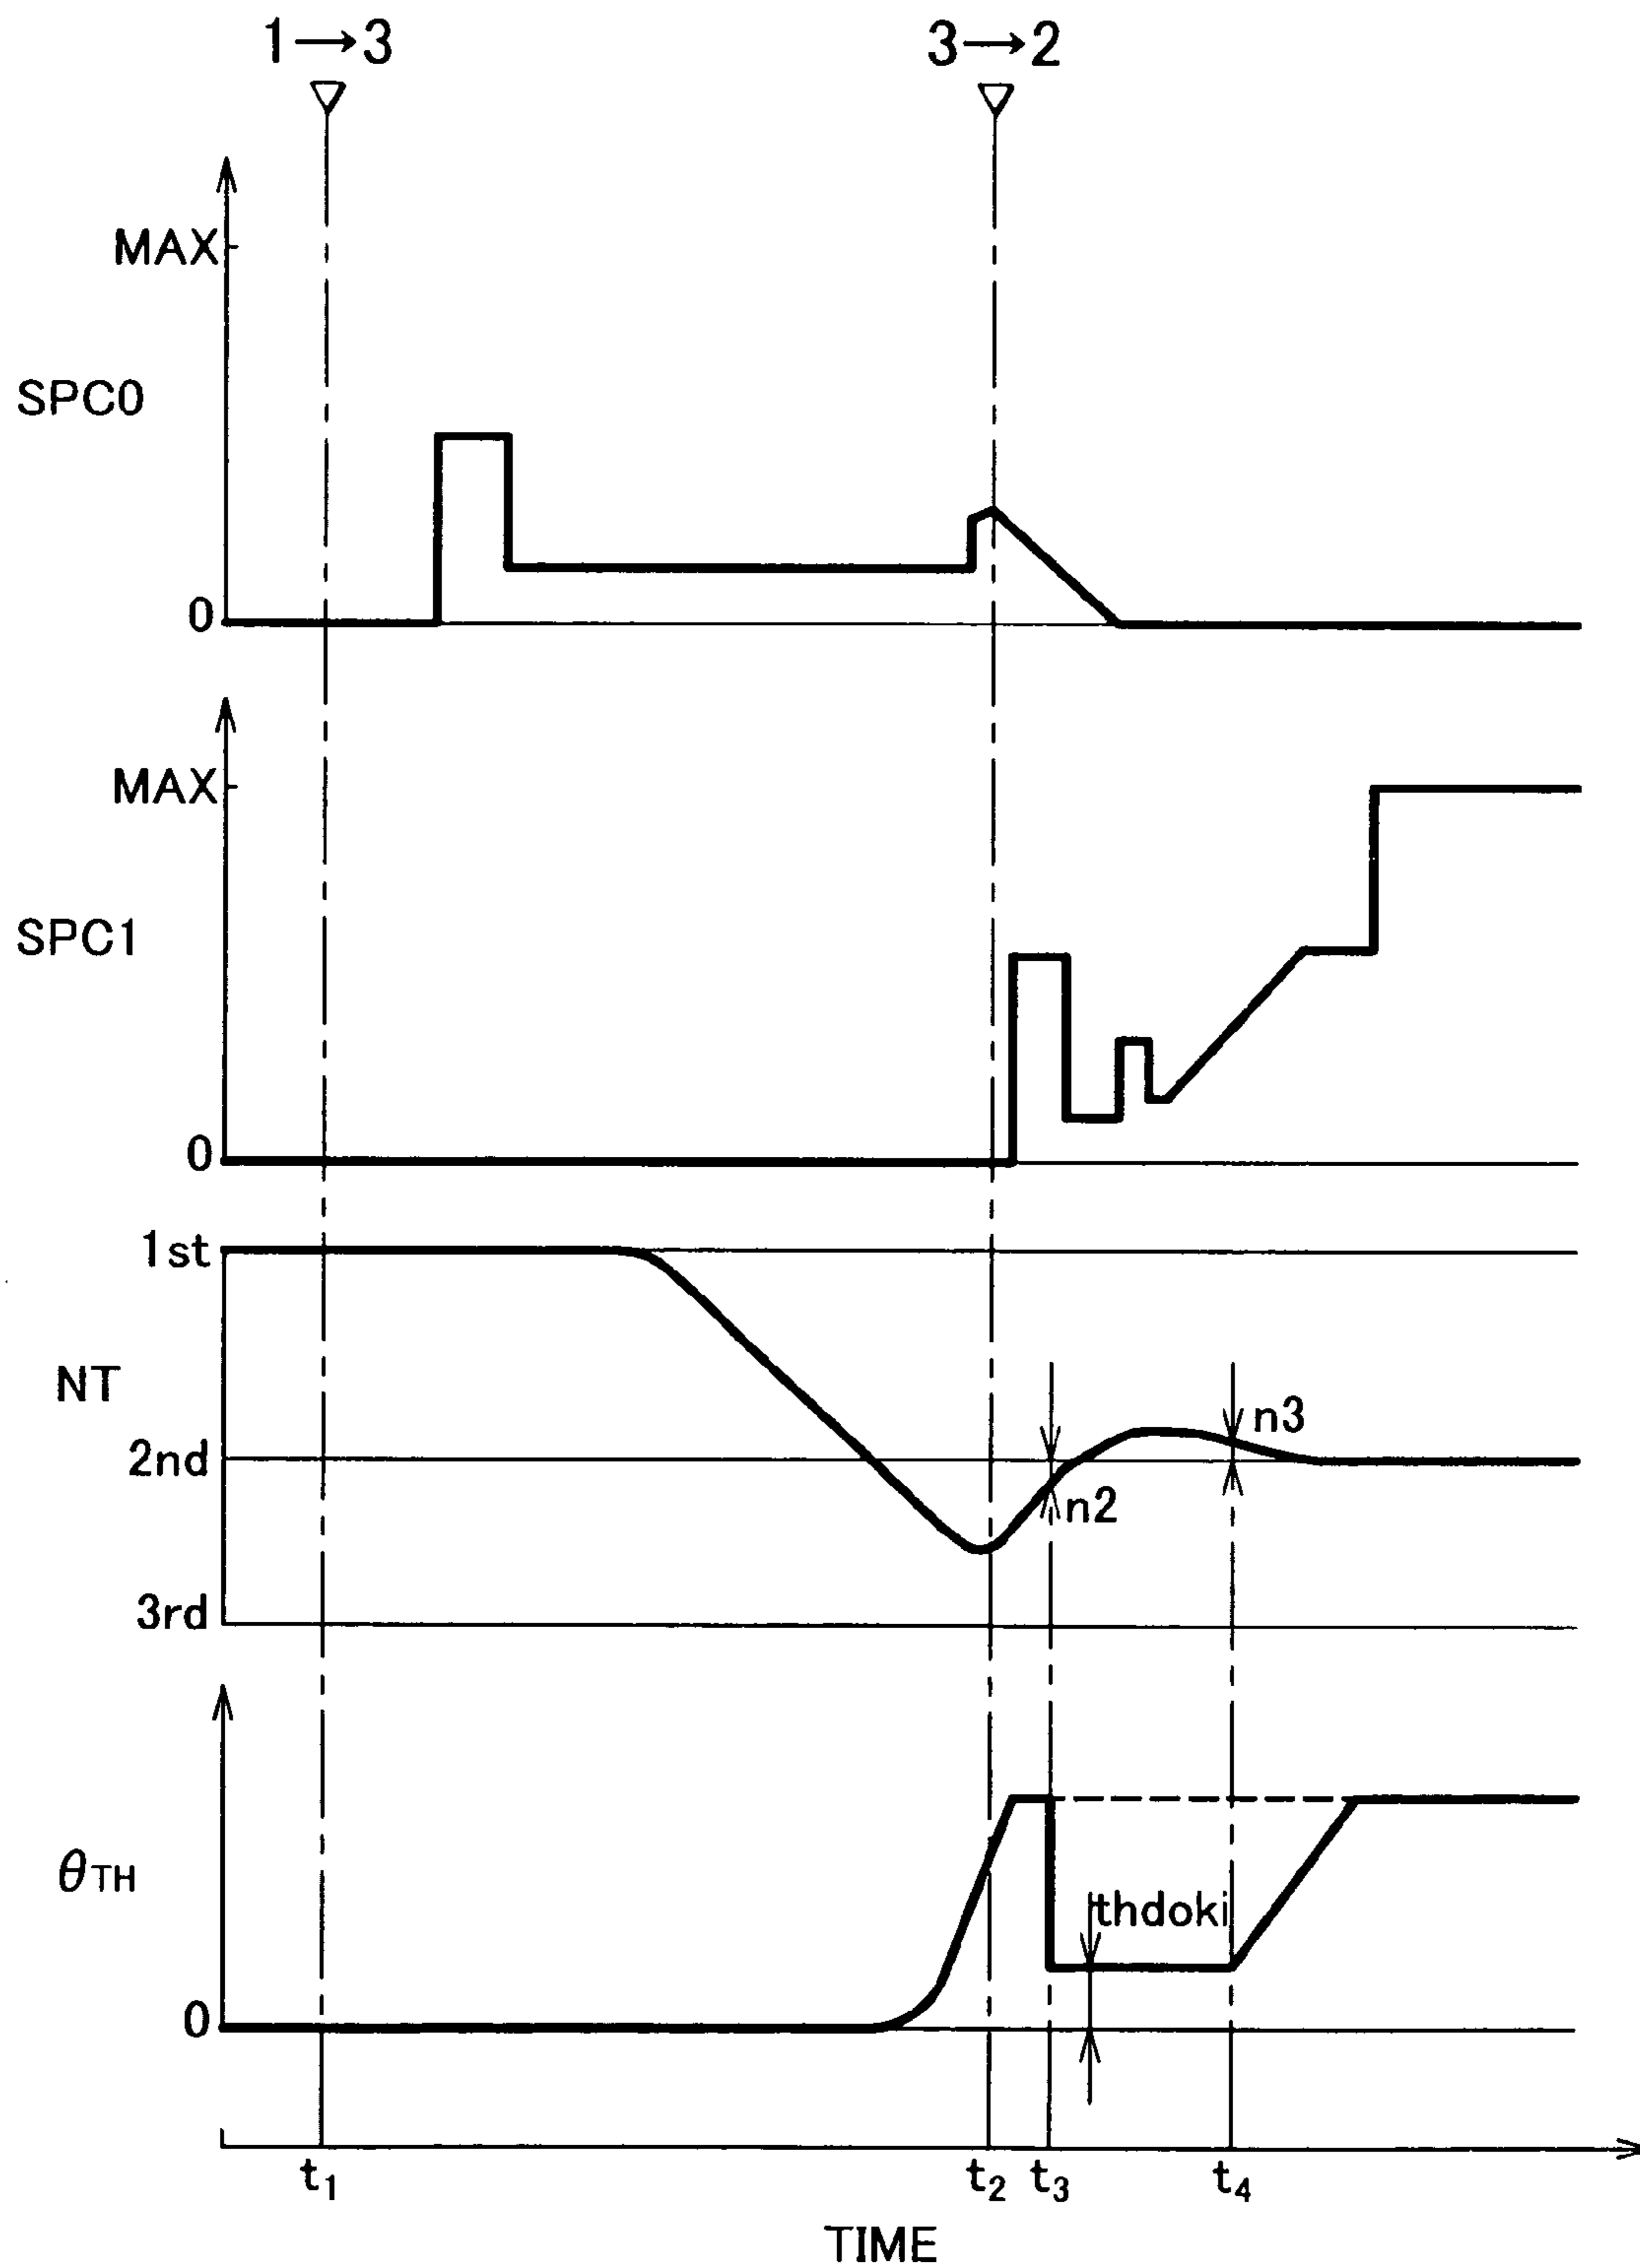 1→3
3→2
MAX
SPC0
0
MAX
SPC1
0
1st
NT
n3
2nd
n2
3rd
θTH
thdoki
0
t1
t2
t3
t4
TIME